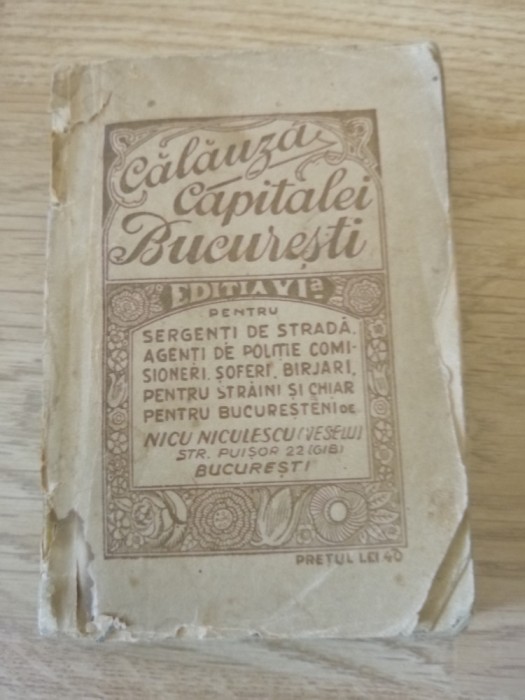 Călăuza
Capitalei
București
EDIȚIA VI a
PENTRU
SERGENȚI DE STRADĂ.
AGENȚI DE POLIȚIE COMI-
SIONERI. ȘOFERI, BIRJARI,
PENTRU STRĂINI ȘI CHIAR
PENTRU BUCUREȘTENI DE
NICU NICULESCU (VESELU)
STR. PUIȘOR 22 (GIB)
BUCUREȘTI
PREȚUL LEI 40